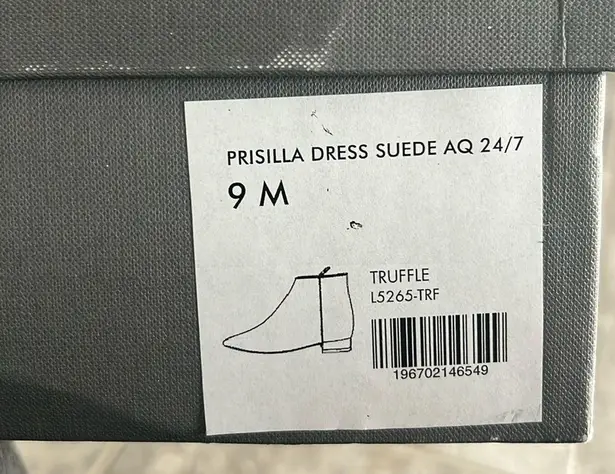 PRISILLA DRESS SUEDE AQ 24/7
9 M
TRUFFLE
L5265-TRF
196702146549